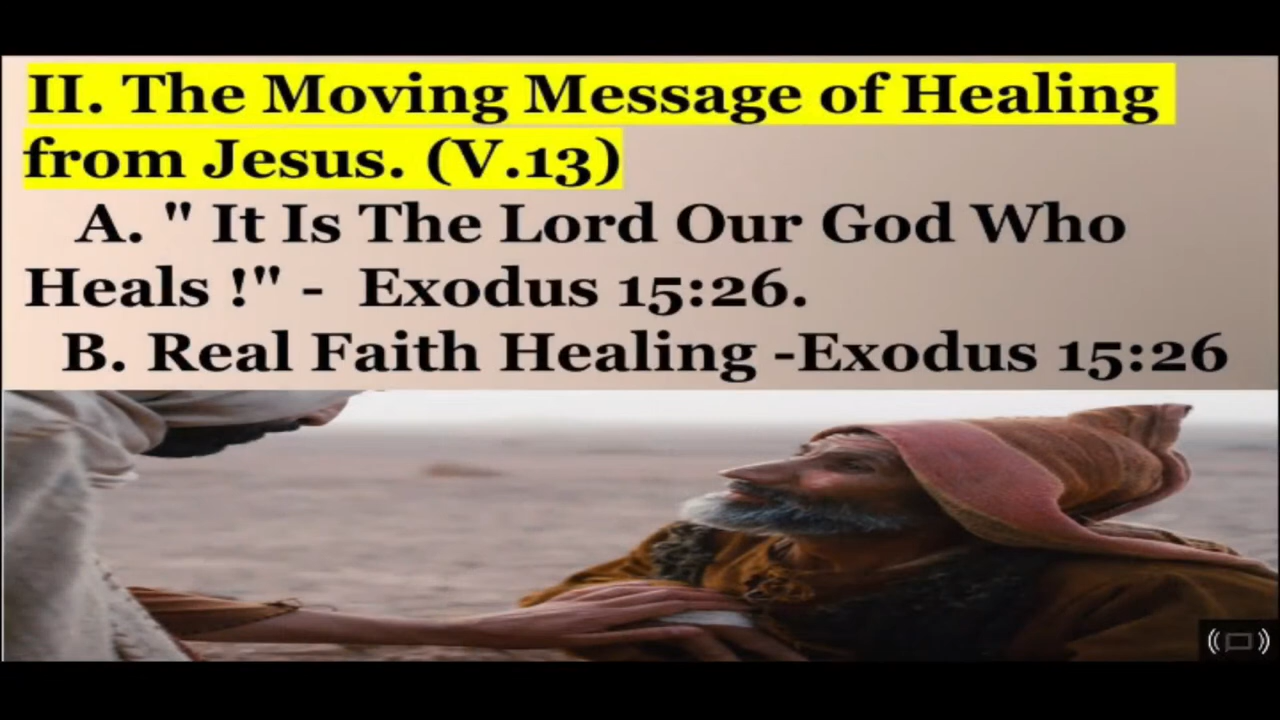 II. The Moving Message of Healing
from Jesus. (V.13)
A. " It Is The Lord Our God Who
Heals !" - Exodus 15:26.
B. Real Faith Healing -Exodus 15:26